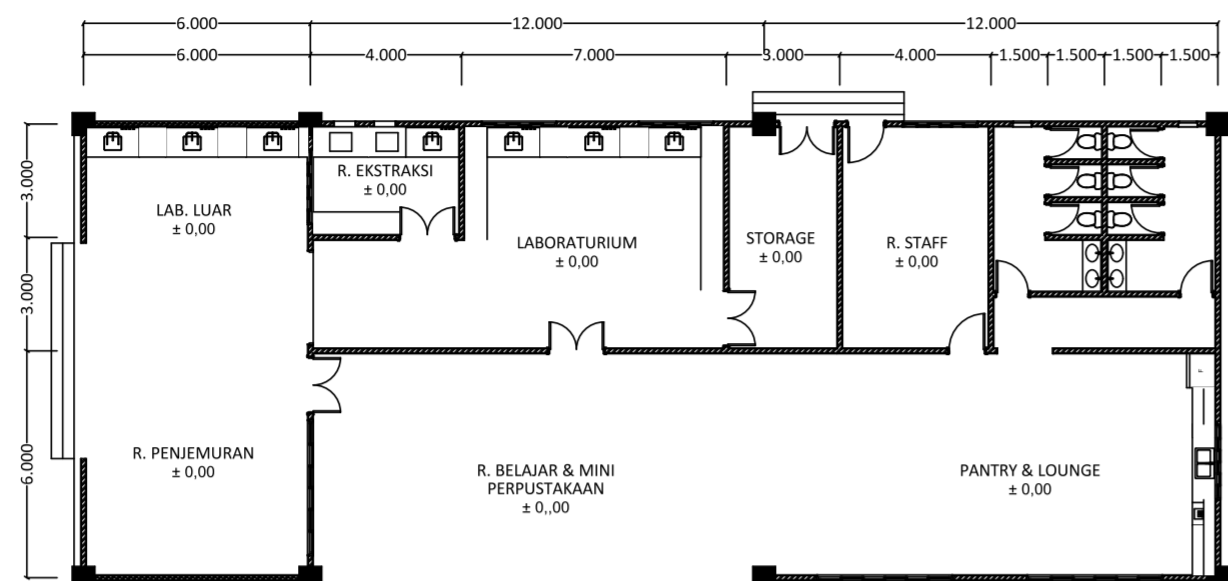 6.000
12.000
12.000
6.000
4.000
7.000
3.000
4.000
1.500
1.500
1.500
1.500
3.000
3.000
6.000
R. EKSTRAKSI
± 0,00
LAB. LUAR
± 0,00
LABORATURIUM
± 0,00
STORAGE
± 0,00
R. STAFF
± 0,00
F
R. PENJEMURAN
± 0,00
R. BELAJAR & MINI
PERPUSTAKAAN
± 0,,00
PANTRY & LOUNGE
± 0,00